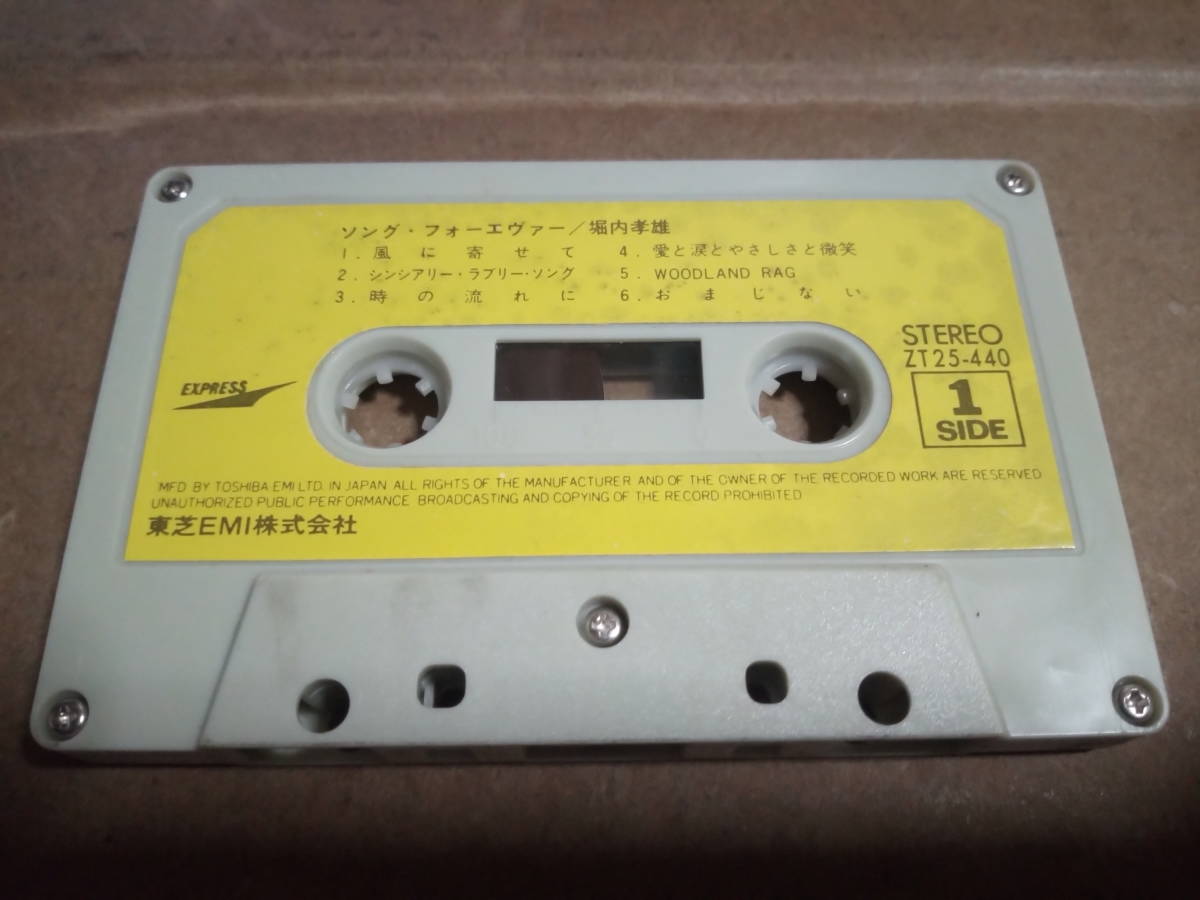 ソング・フォーエヴァー/堀内孝雄
1. 風に寄せて
2. シンシアリー・ラブリー・ソング
3. 時の流れに
4. 愛と涙とやさしさと微笑
5. WOODLAND RAG
6. おまじない
STEREO
ZT25-440
1
SIDE
EXPRESS
MFD BY TOSHIBA EMI LTD. IN JAPAN ALL RIGHTS OF THE MANUFACTURER AND OF THE OWNER OF THE RECORDED WORK ARE RESERVED
UNAUTHORIZED PUBLIC PERFORMANCE BROADCASTING AND COPYING OF THE RECORD PROHIBITED
東芝EMI株式会社